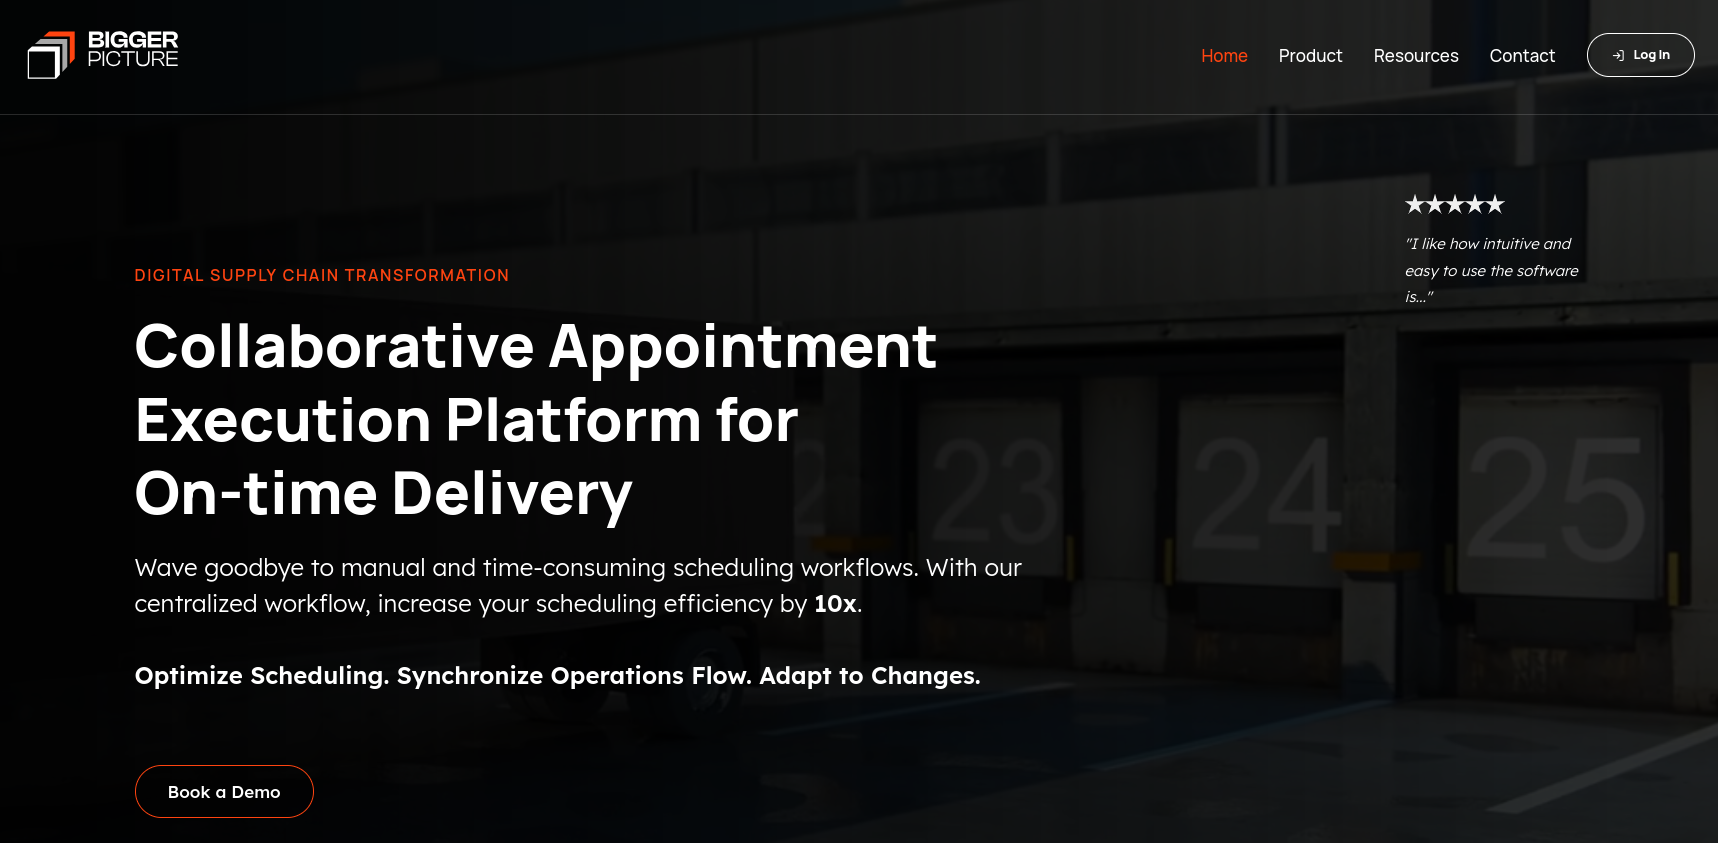 BIGGER
PICTURE
Home
Product
Resources
Contact
Log In
★★★★★
"I like how intuitive and
easy to use the software
is..."
DIGITAL SUPPLY CHAIN TRANSFORMATION
Collaborative Appointment
Execution Platform for
On-time Delivery
Wave goodbye to manual and time-consuming scheduling workflows. With our
centralized workflow, increase your scheduling efficiency by 10x.
Optimize Scheduling. Synchronize Operations Flow. Adapt to Changes.
Book a Demo
23
24
25